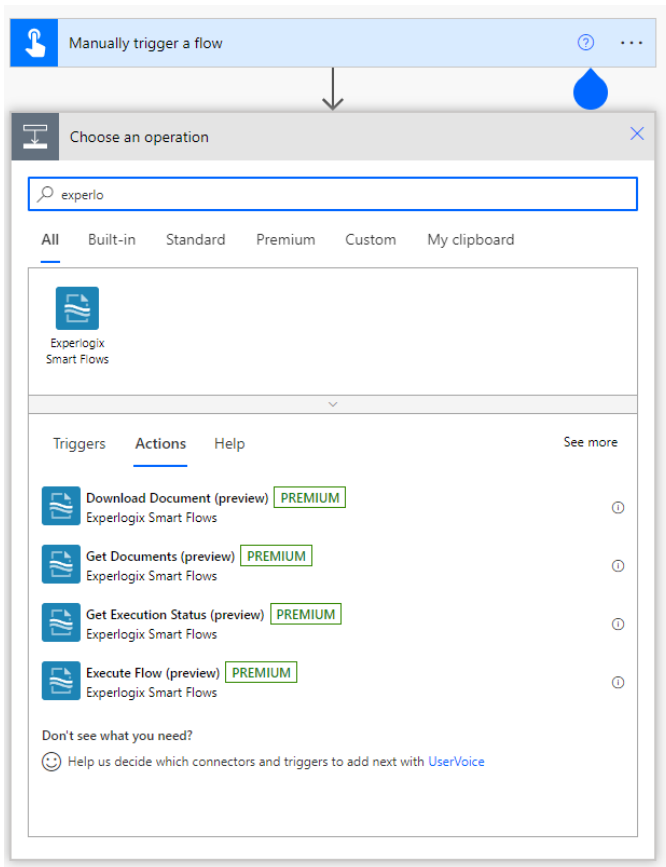 Manually trigger a flow
Choose an operation
experlo
All Built-in Standard Premium Custom My clipboard
Experlogix
Smart Flows
Triggers Actions Help See more
Download Document (preview) PREMIUM
Experlogix Smart Flows
Get Documents (preview) PREMIUM
Experlogix Smart Flows
Get Execution Status (preview) PREMIUM
Experlogix Smart Flows
Execute Flow (preview) PREMIUM
Experlogix Smart Flows
Don't see what you need?
Help us decide which connectors and triggers to add next with UserVoice